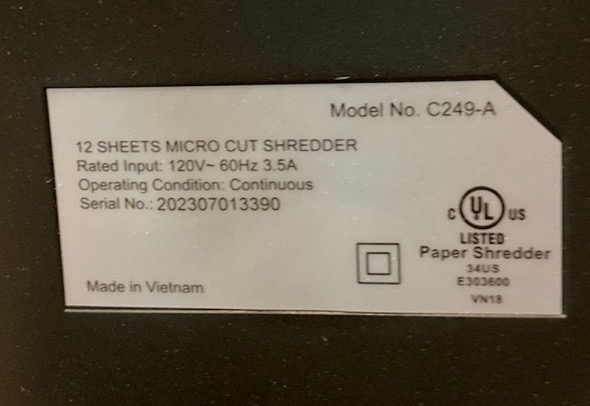 Model No. C249-A
12 SHEETS MICRO CUT SHREDDER
Rated Input: 120V~ 60Hz 3.5A
Operating Condition: Continuous
Serial No.: 202307013390
C UL US
LISTED
Paper Shredder
34US
E303600
VN18
Made in Vietnam